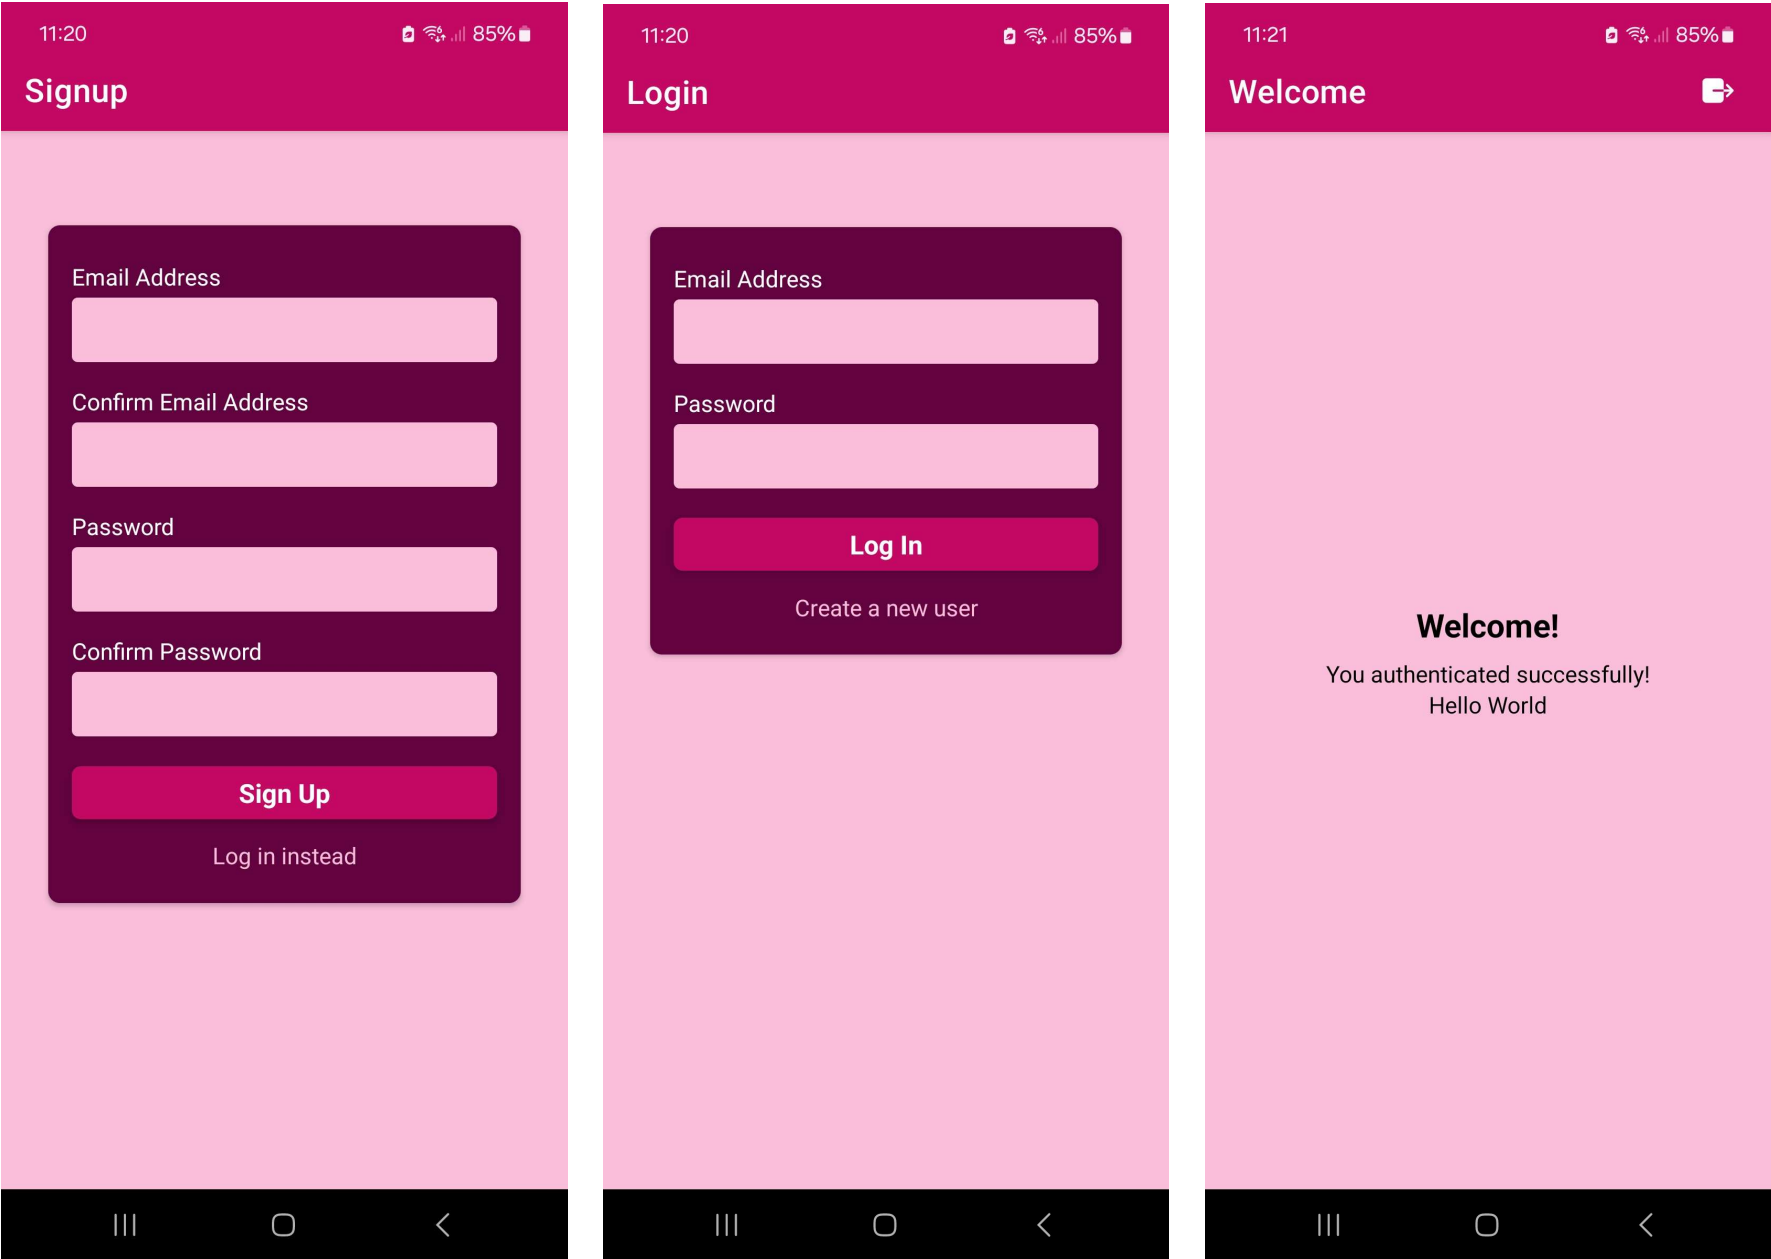 11:20
85%
Signup
Email Address
Confirm Email Address
Password
Confirm Password
Sign Up
Log in instead
11:20
85%
Login
Email Address
Password
Log In
Create a new user
11:21
85%
Welcome
Welcome!
You authenticated successfully!
Hello World